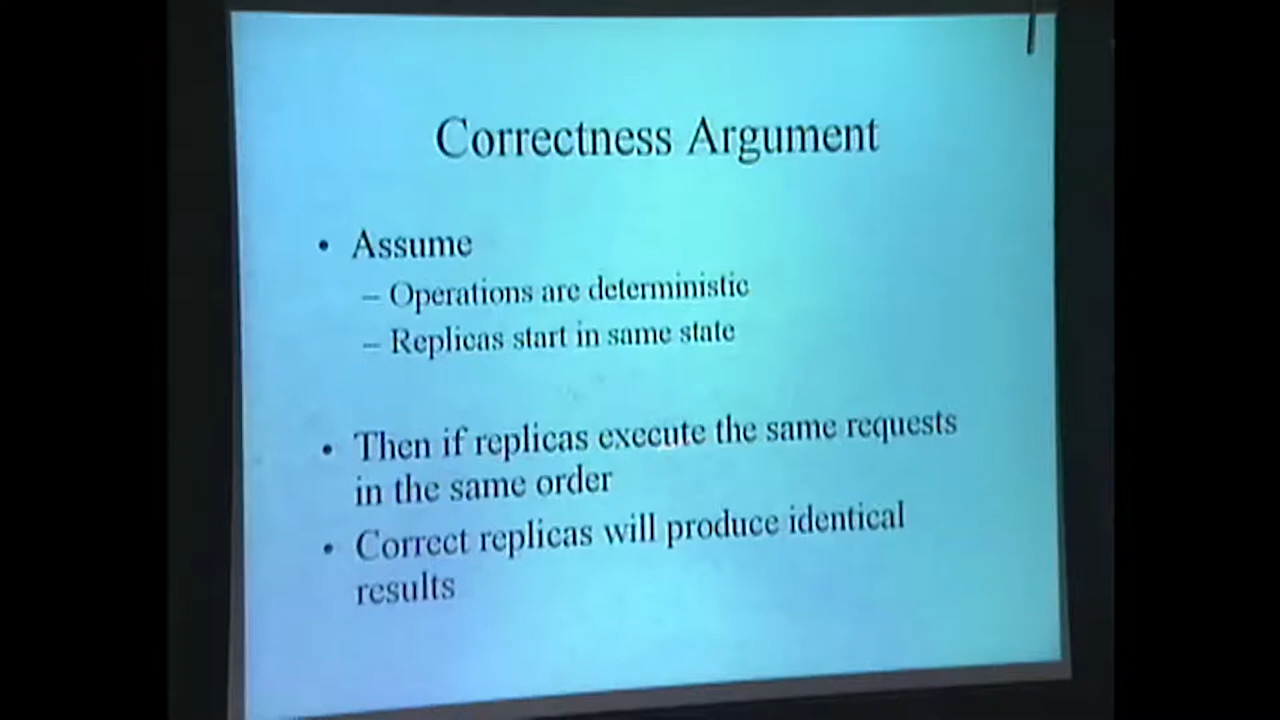 Correctness Argument
• Assume
– Operations are deterministic
– Replicas start in same state
• Then if replicas execute the same requests
in the same order
• Correct replicas will produce identical
results